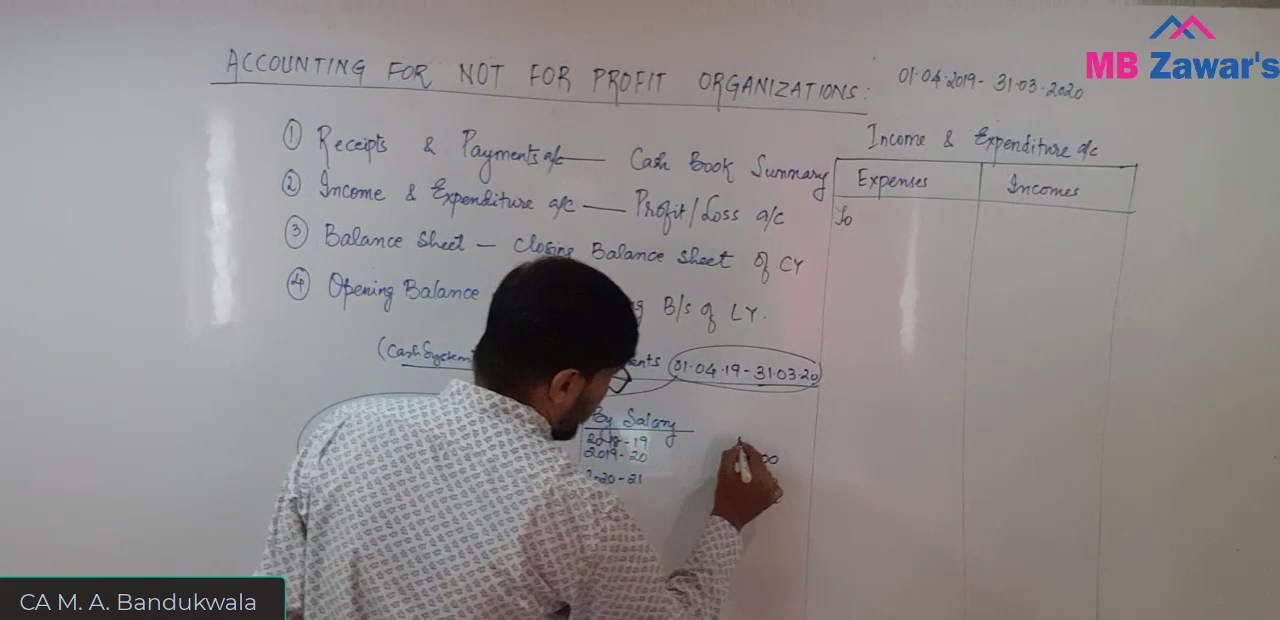 MB Zawar's
ACCOUNTING FOR NOT FOR PROFIT ORGANIZATIONS:
01.04.2019 - 31.03.2020
① Receipts & Payments a/c — Cash Book Summary
② Income & Expenditure a/c — Profit/Loss a/c
③ Balance Sheet — Closing Balance Sheet of CY
④ Opening Balance B/s of LY.
(Cash System
01.04.19 - 31.03.20
By Salary
2018-19
2019-20
2020-21
Income & Expenditure a/c
Expenses Incomes
To
CA M. A. Bandukwala